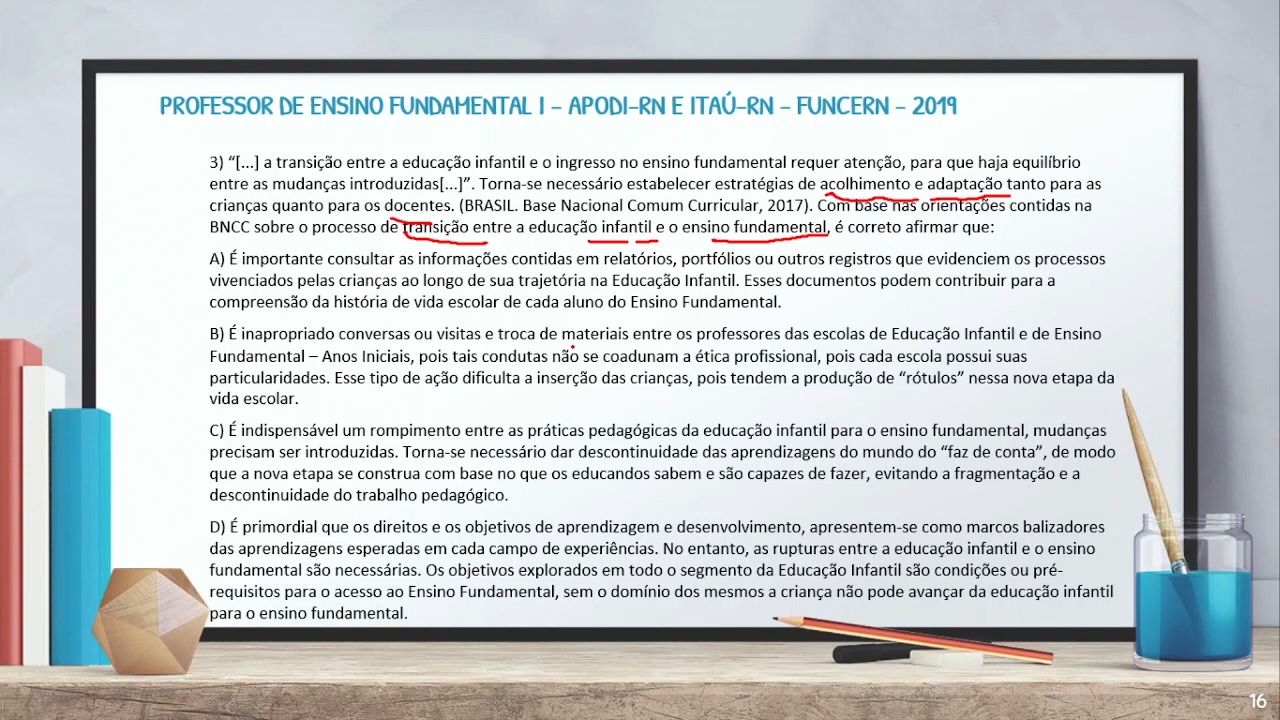 PROFESSOR DE ENSINO FUNDAMENTAL I – APODI-RN E ITAÚ-RN – FUNCERN – 2019
3) “[...] a transição entre a educação infantil e o ingresso no ensino fundamental requer atenção, para que haja equilíbrio
entre as mudanças introduzidas[...]”. Torna-se necessário estabelecer estratégias de acolhimento e adaptação tanto para as
crianças quanto para os docentes. (BRASIL. Base Nacional Comum Curricular, 2017). Com base nas orientações contidas na
BNCC sobre o processo de transição entre a educação infantil e o ensino fundamental, é correto afirmar que:
A) É importante consultar as informações contidas em relatórios, portfólios ou outros registros que evidenciem os processos
vivenciados pelas crianças ao longo de sua trajetória na Educação Infantil. Esses documentos podem contribuir para a
compreensão da história de vida escolar de cada aluno do Ensino Fundamental.
B) É inapropriado conversas ou visitas e troca de materiais entre os professores das escolas de Educação Infantil e de Ensino
Fundamental – Anos Iniciais, pois tais condutas não se coadunam a ética profissional, pois cada escola possui suas
particularidades. Esse tipo de ação dificulta a inserção das crianças, pois tendem a produção de “rótulos” nessa nova etapa da
vida escolar.
C) É indispensável um rompimento entre as práticas pedagógicas da educação infantil para o ensino fundamental, mudanças
precisam ser introduzidas. Torna-se necessário dar descontinuidade das aprendizagens do mundo do “faz de conta”, de modo
que a nova etapa se construa com base no que os educandos sabem e são capazes de fazer, evitando a fragmentação e a
descontinuidade do trabalho pedagógico.
D) É primordial que os direitos e os objetivos de aprendizagem e desenvolvimento, apresentem-se como marcos balizadores
das aprendizagens esperadas em cada campo de experiências. No entanto, as rupturas entre a educação infantil e o ensino
fundamental são necessárias. Os objetivos explorados em todo o segmento da Educação Infantil são condições ou pré-
requisitos para o acesso ao Ensino Fundamental, sem o domínio dos mesmos a criança não pode avançar da educação infantil
para o ensino fundamental.
16